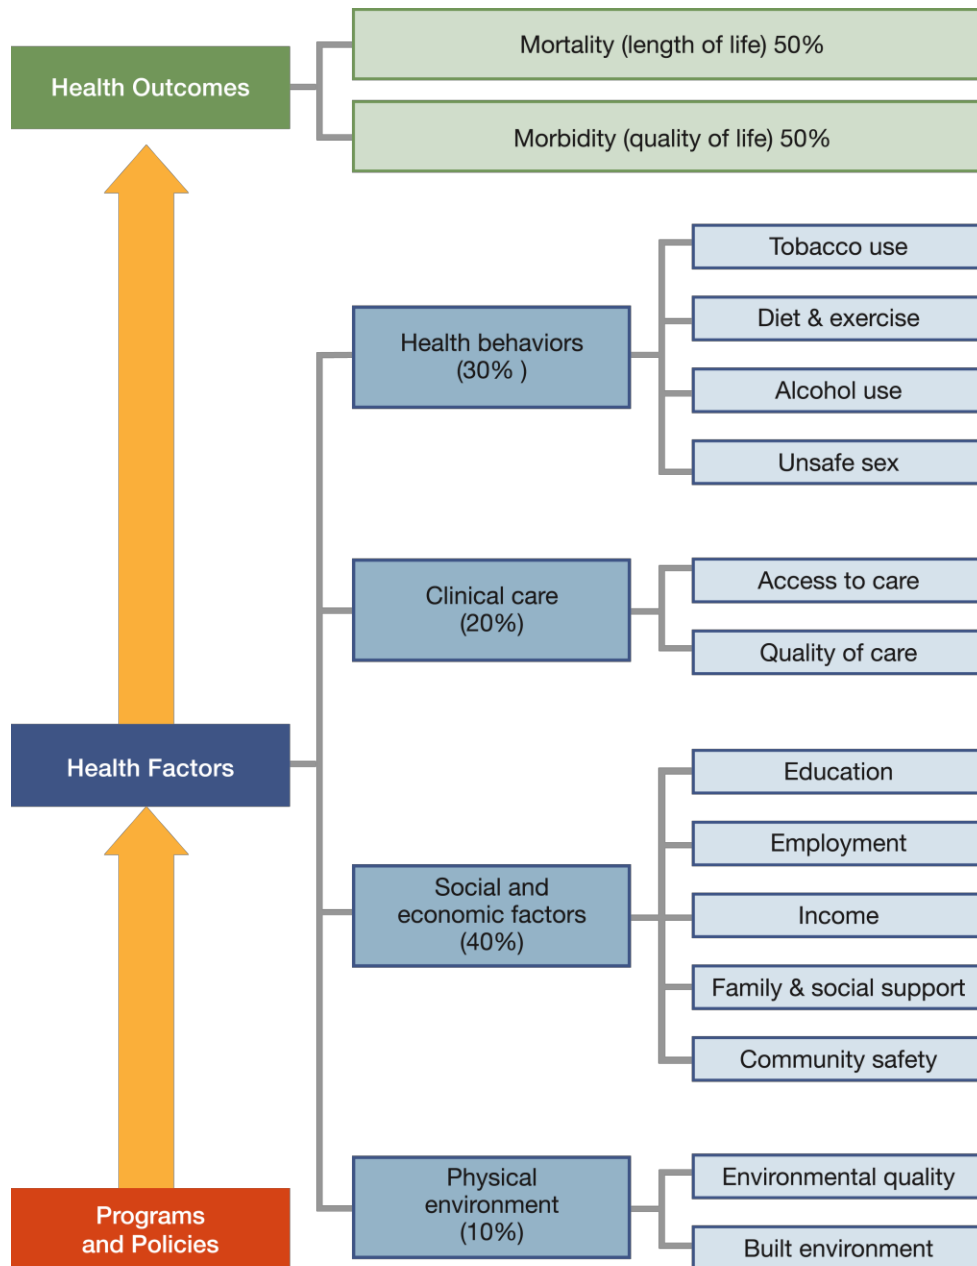 Health Outcomes
Mortality (length of life) 50%
Morbidity (quality of life) 50%
Health Factors
Health behaviors
(30% )
Tobacco use
Diet & exercise
Alcohol use
Unsafe sex
Clinical care
(20%)
Access to care
Quality of care
Social and
economic factors
(40%)
Education
Employment
Income
Family & social support
Community safety
Physical
environment
(10%)
Environmental quality
Built environment
Programs
and Policies